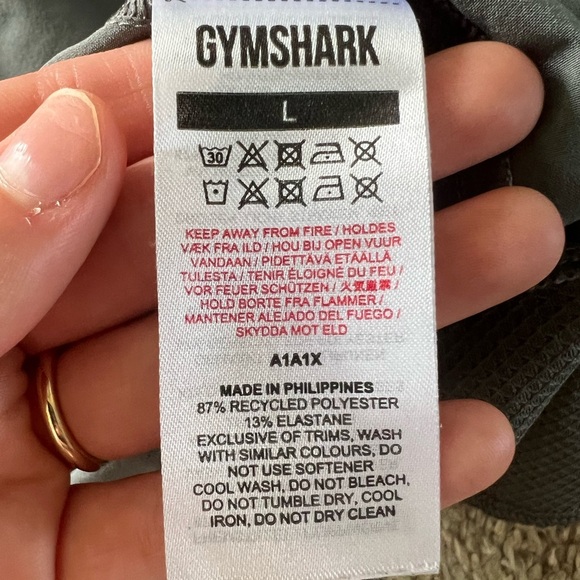 GYMSHARK
L
30
KEEP AWAY FROM FIRE / HOLDES
VÆK FRA ILD / HOU BIJ OPEN VUUR
VANDAAN / PIDETTÄVÄ ETÄÄLLÄ
TULESTA / TENIR ÉLOIGNÉ DU FEU /
VOR FEUER SCHÜTZEN / 火気厳禁 /
HOLD BORTE FRA FLAMMER /
MANTENER ALEJADO DEL FUEGO /
SKYDDA MOT ELD
A1A1X
MADE IN PHILIPPINES
87% RECYCLED POLYESTER
13% ELASTANE
EXCLUSIVE OF TRIMS, WASH
WITH SIMILAR COLOURS, DO
NOT USE SOFTENER
COOL WASH, DO NOT BLEACH,
DO NOT TUMBLE DRY, COOL
IRON, DO NOT DRY CLEAN